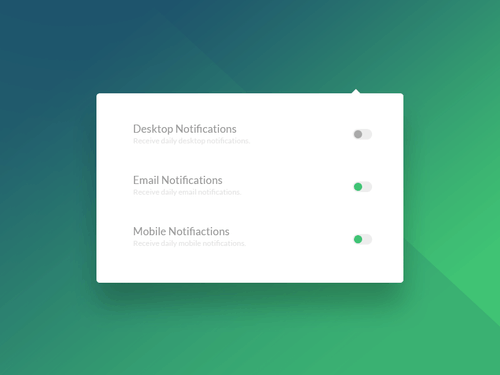 Desktop Notifications
Receive daily desktop notifications.
Email Notifications
Receive daily email notifications.
Mobile Notifiactions
Receive daily mobile notifications.